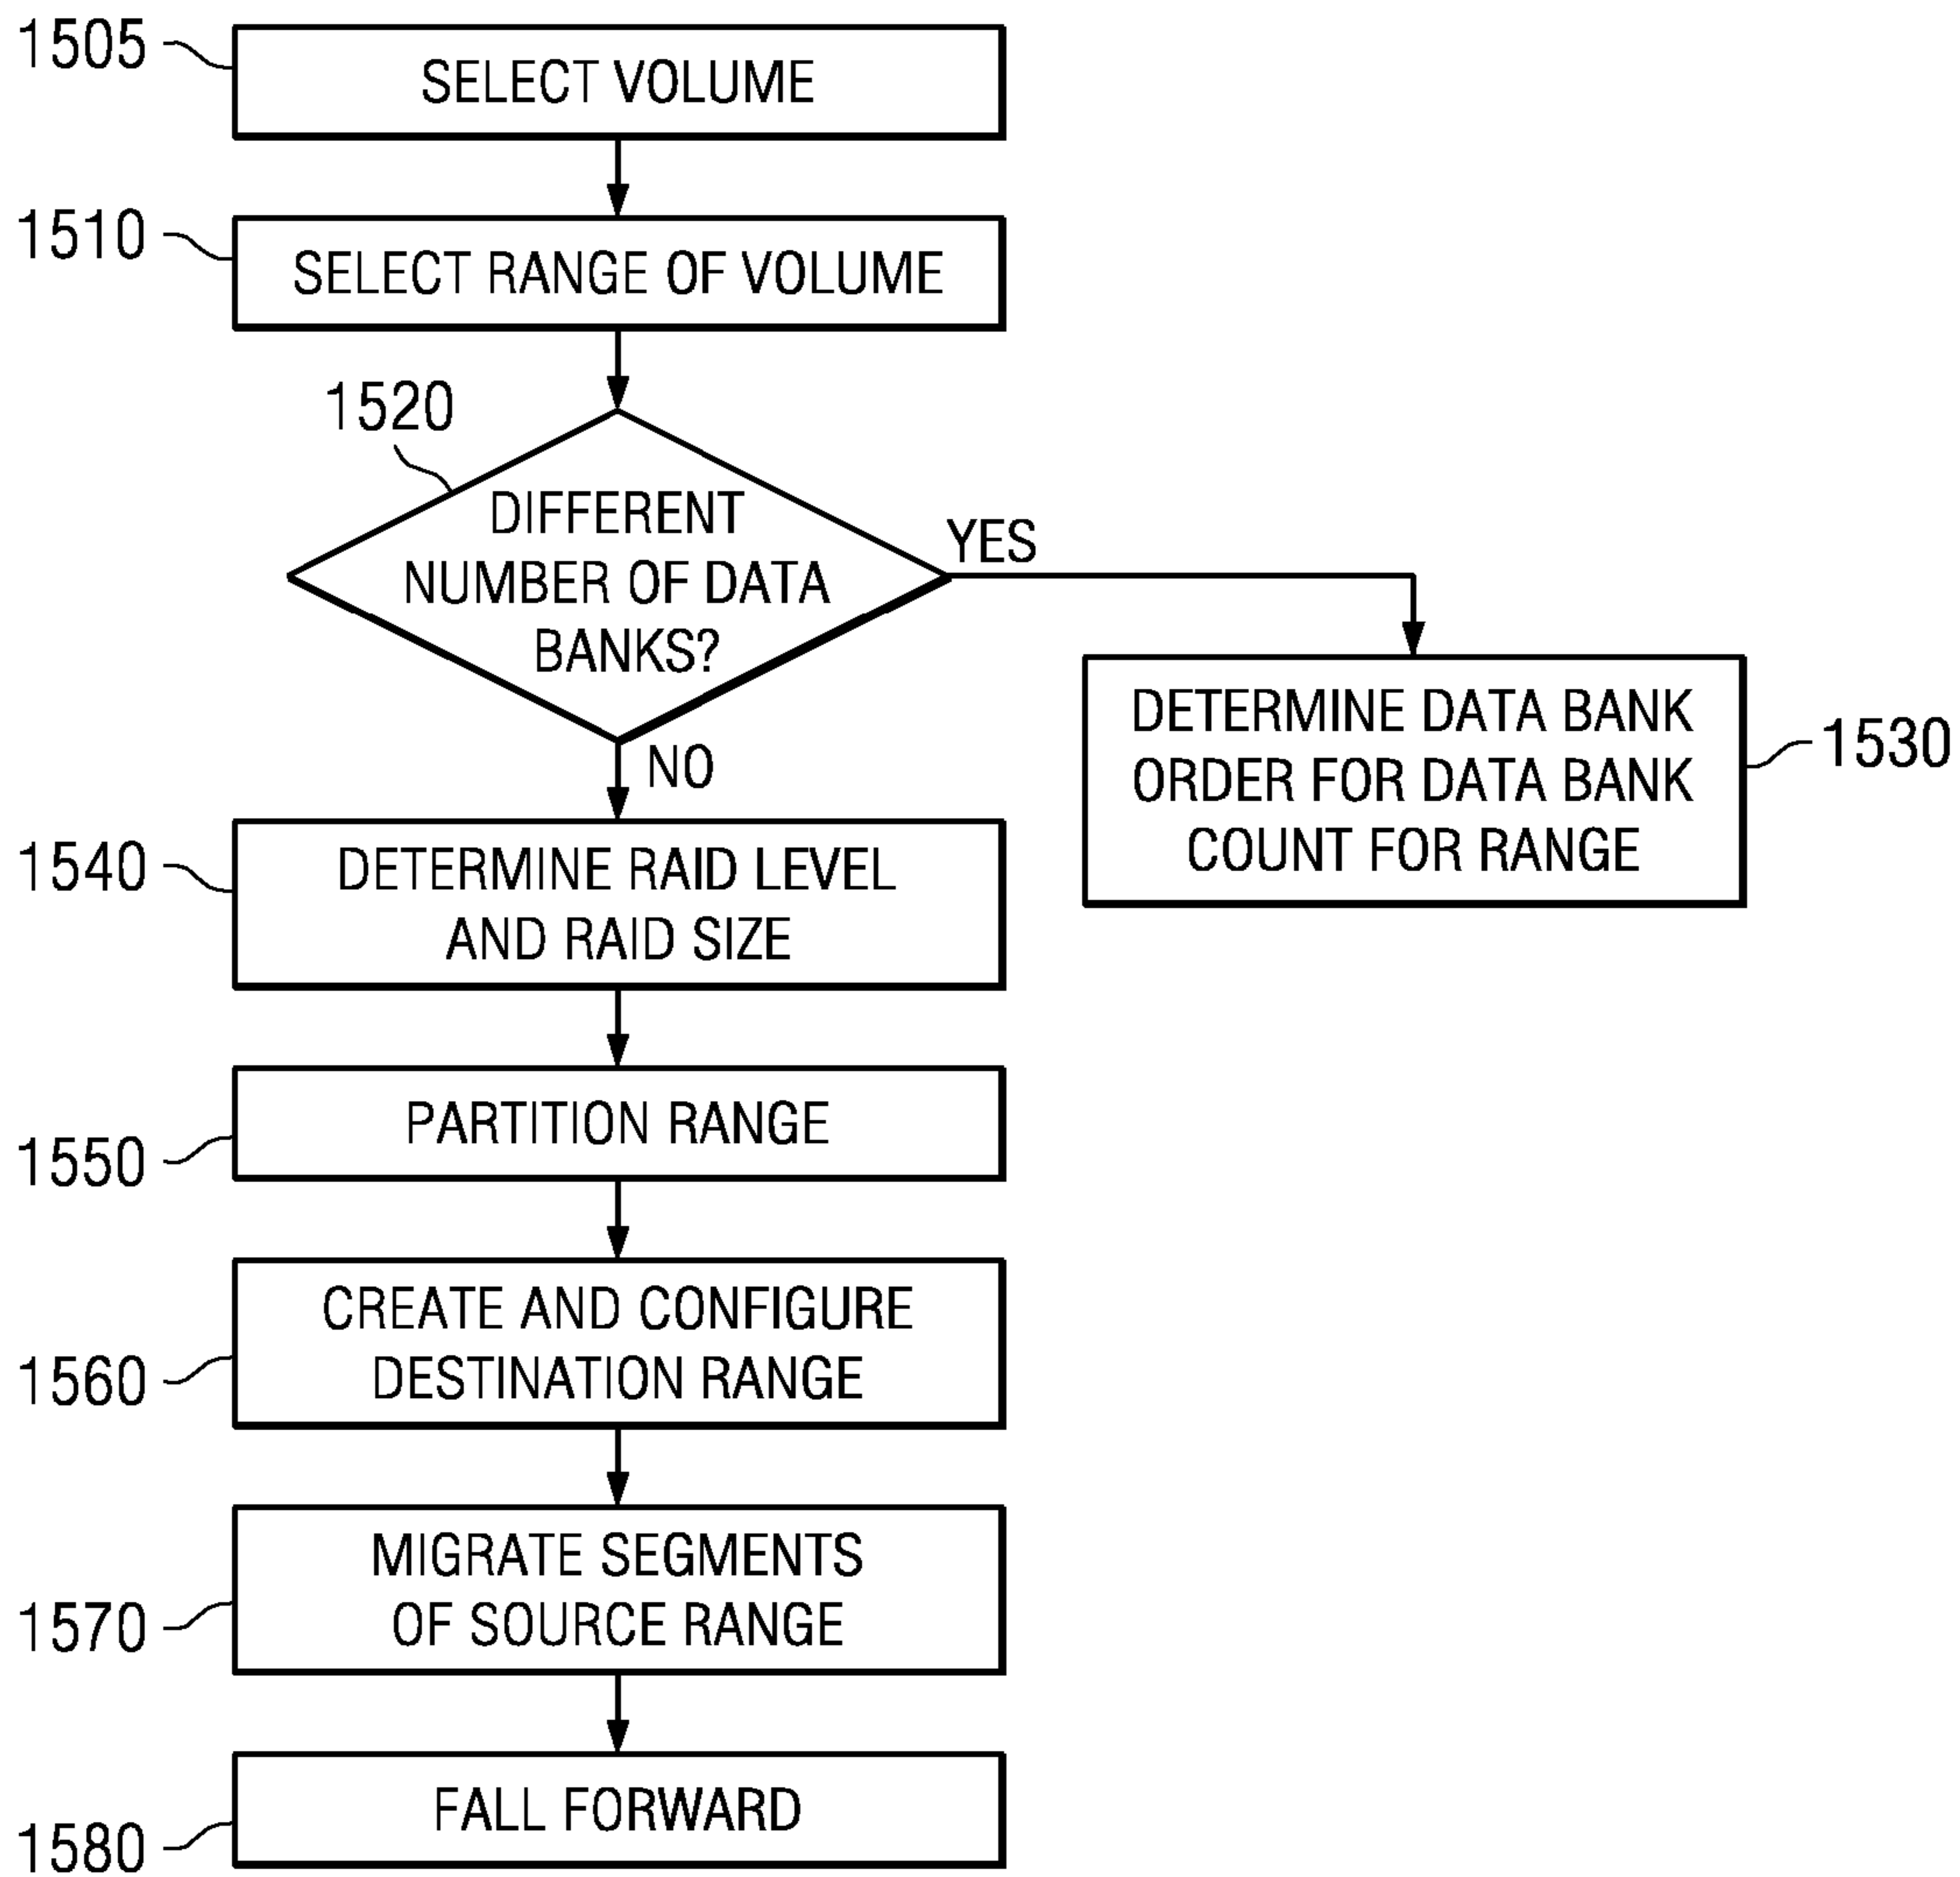 1505
SELECT VOLUME
1510
SELECT RANGE OF VOLUME
1520
DIFFERENT
NUMBER OF DATA
BANKS?
YES
NO
DETERMINE DATA BANK
ORDER FOR DATA BANK
COUNT FOR RANGE
1530
1540
DETERMINE RAID LEVEL
AND RAID SIZE
1550
PARTITION RANGE
1560
CREATE AND CONFIGURE
DESTINATION RANGE
1570
MIGRATE SEGMENTS
OF SOURCE RANGE
1580
FALL FORWARD